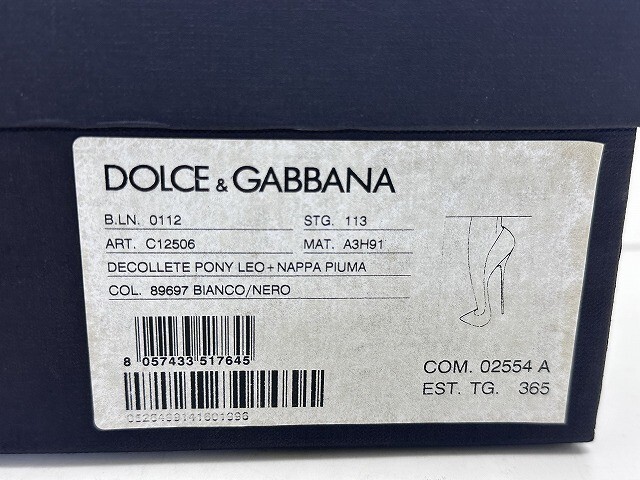 DOLCE & GABBANA
B.LN. 0112 STG. 113
ART. C12506 MAT. A3H91
DECOLLETE PONY LEO+NAPPA PIUMA
COL. 89697 BIANCO/NERO
8 057433 517645
COM. 02554 A
EST. TG. 365